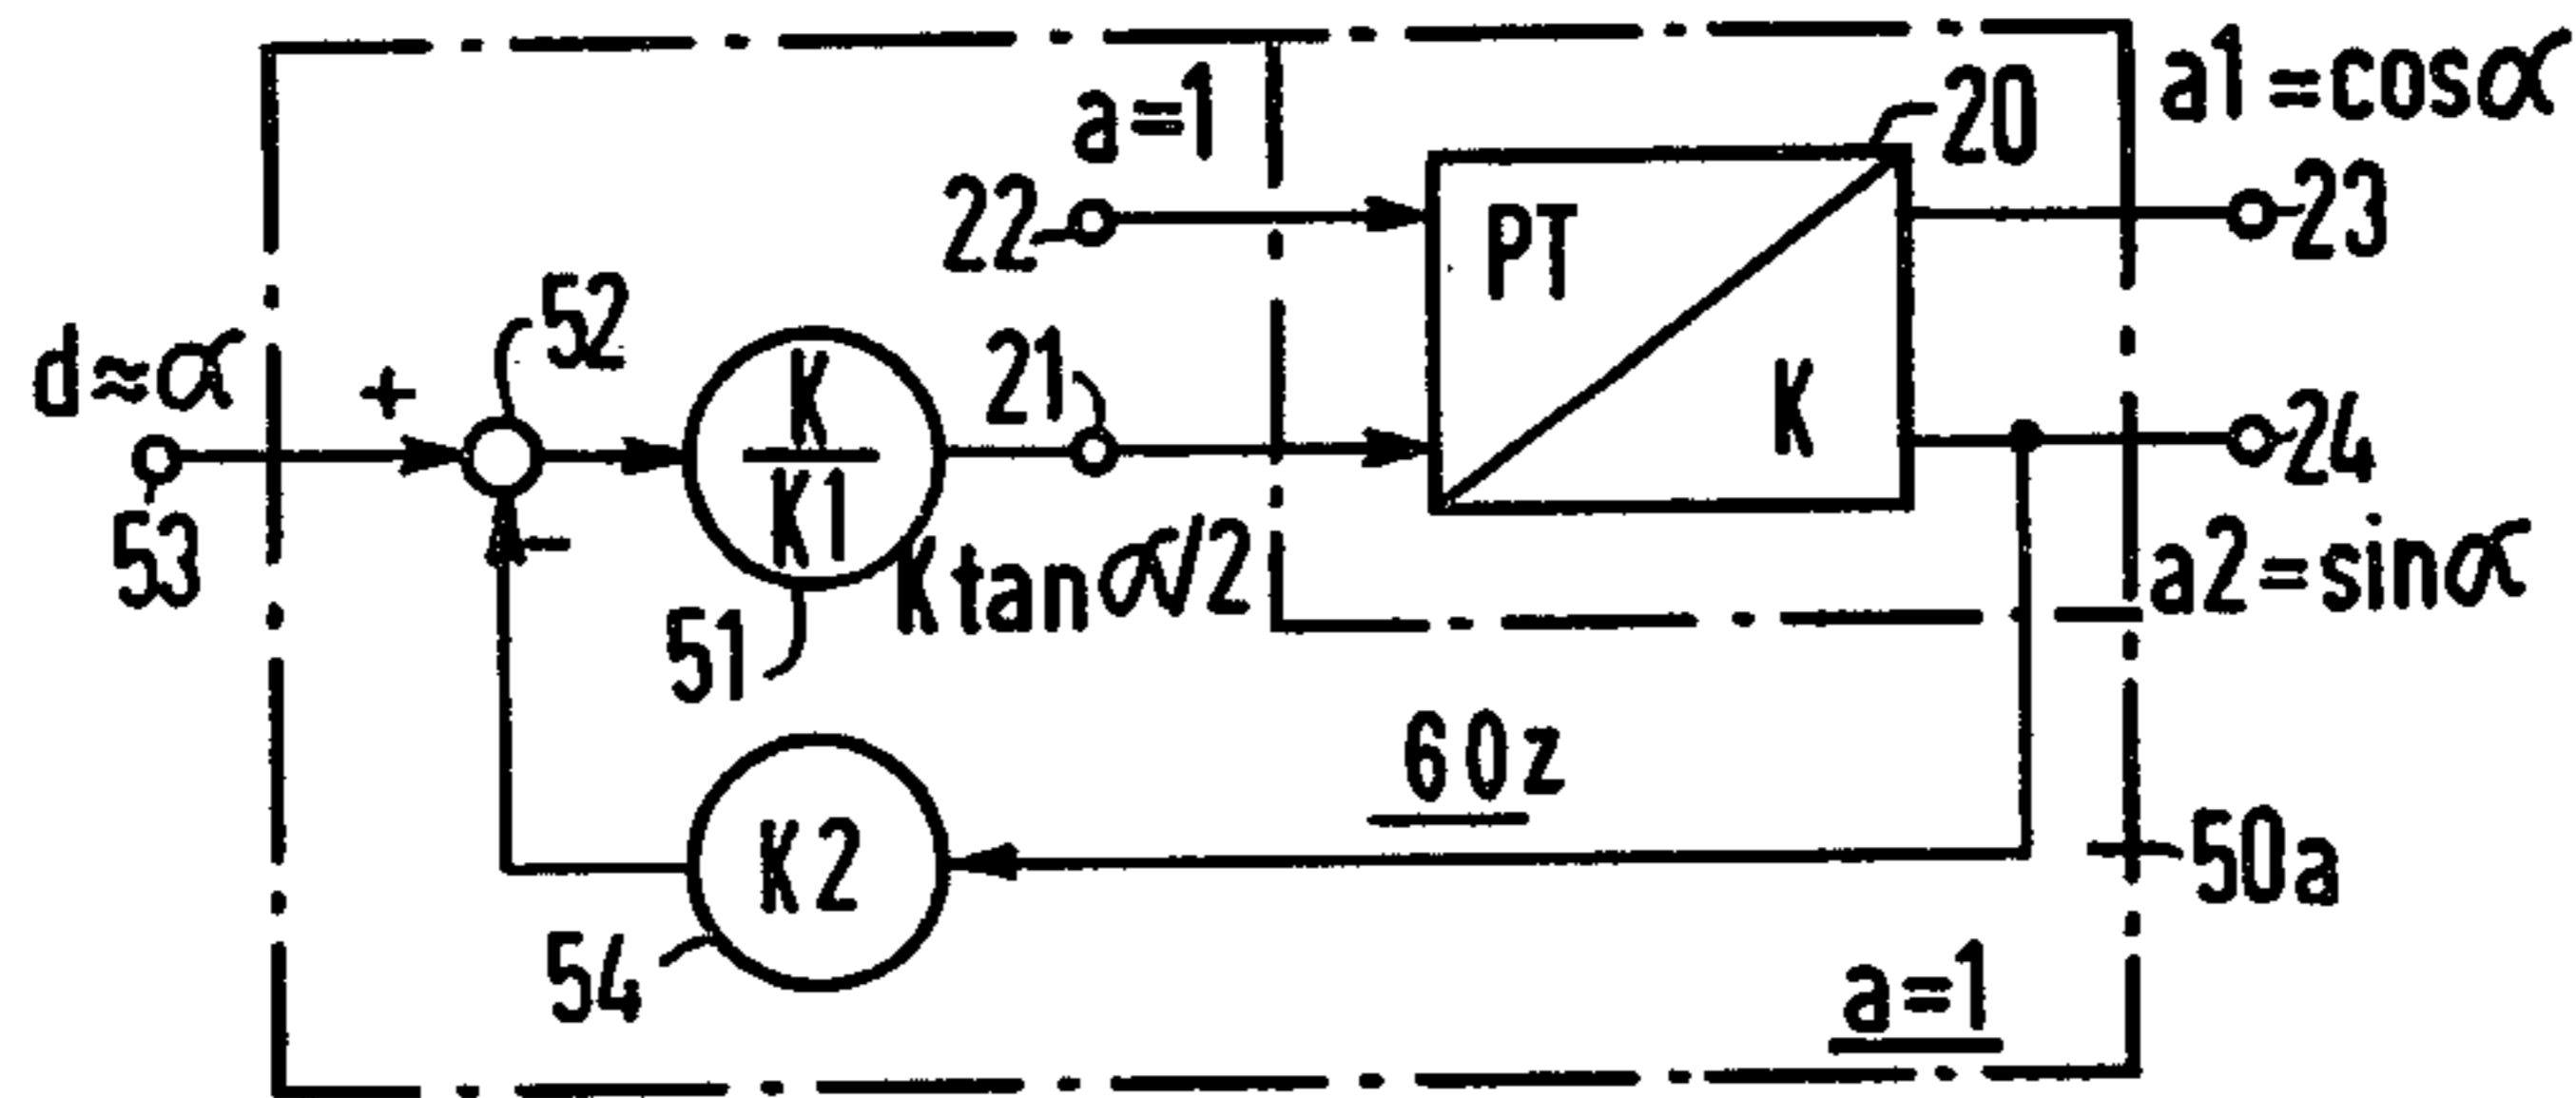 a1=cosα
a=1
20
22
PT
23
52
d≈α
+
K
K1
21
K
24
53
-
K tan α/2
a2=sinα
51
60z
K2
50a
54
a=1